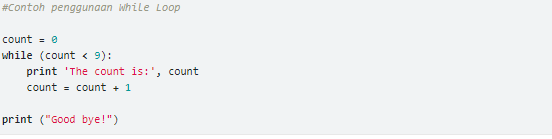 #Contoh penggunaan While Loop
count = 0
while (count < 9):
    print 'The count is:', count
    count = count + 1
print ("Good bye!")